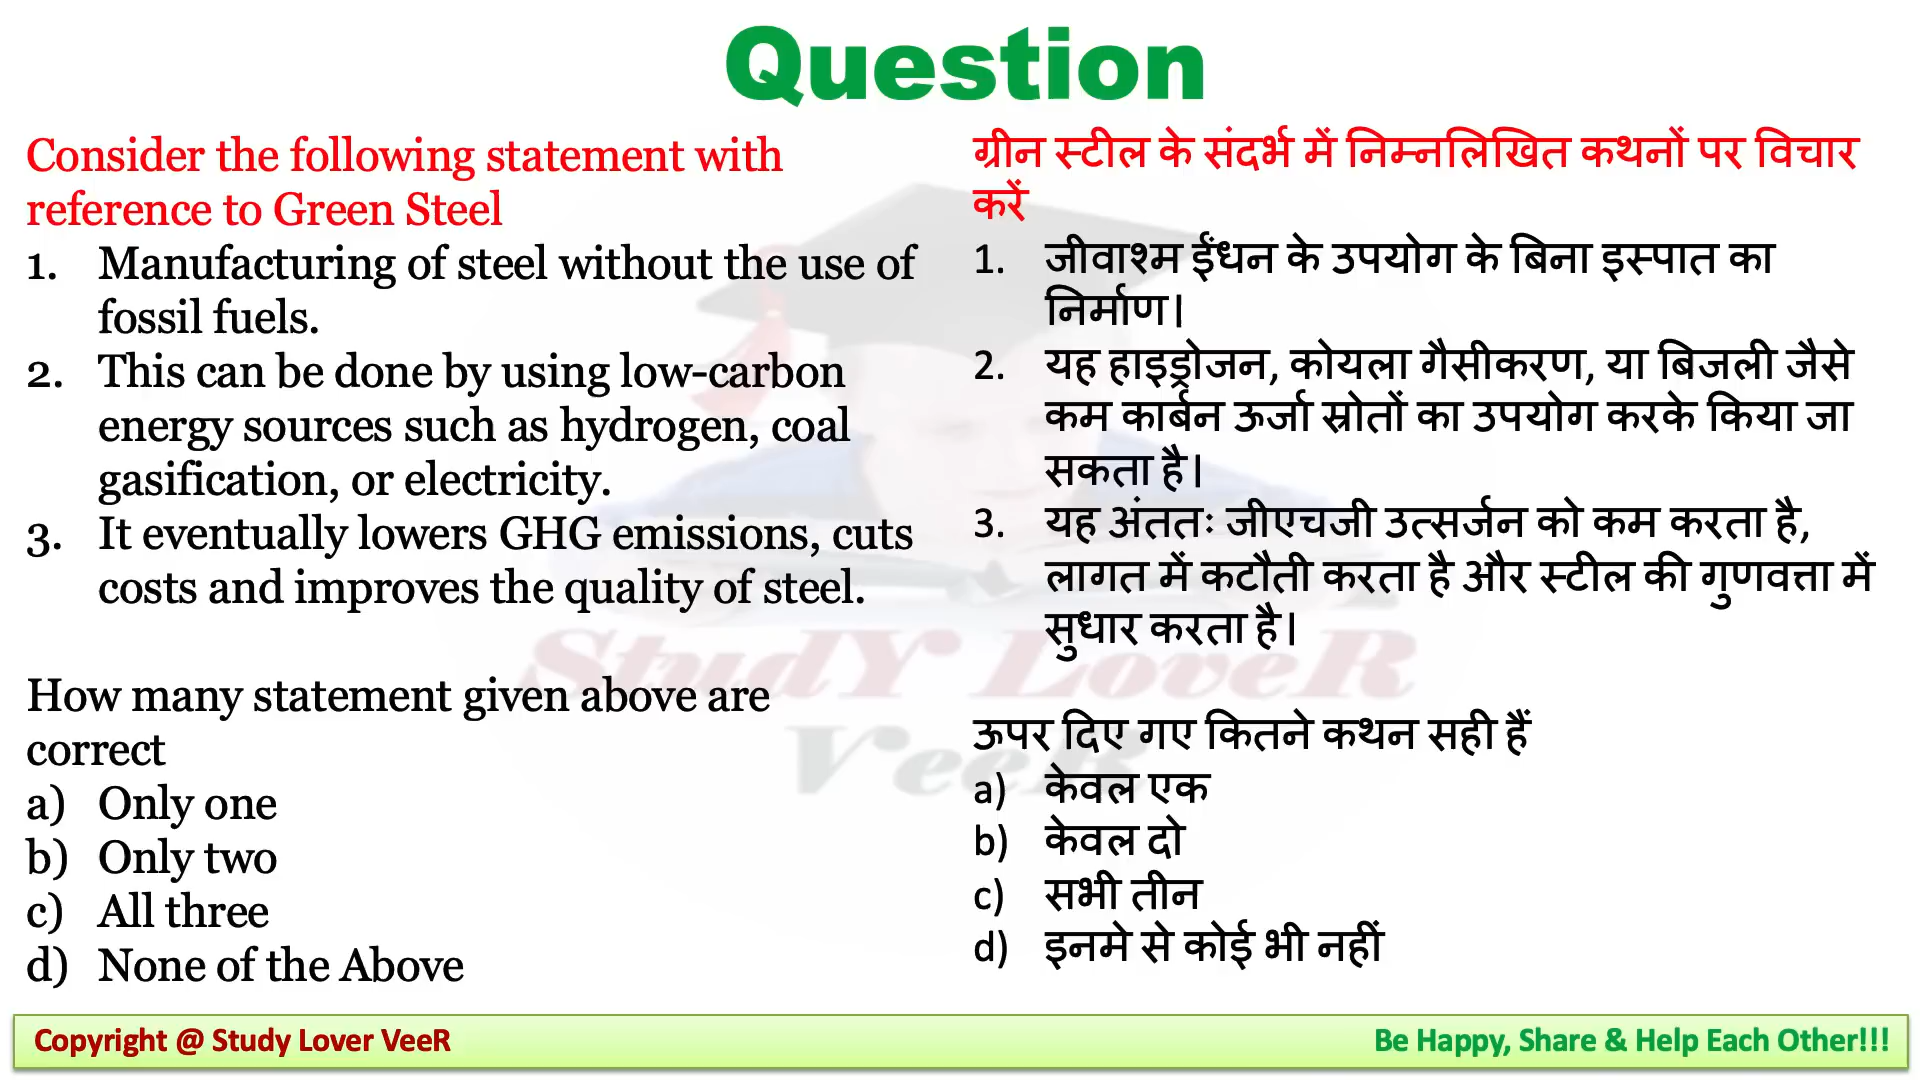 Question
Consider the following statement with
reference to Green Steel
1. Manufacturing of steel without the use of
fossil fuels.
2. This can be done by using low-carbon
energy sources such as hydrogen, coal
gasification, or electricity.
3. It eventually lowers GHG emissions, cuts
costs and improves the quality of steel.
How many statement given above are
correct
a) Only one
b) Only two
c) All three
d) None of the Above
ग्रीन स्टील के संदर्भ में निम्नलिखित कथनों पर विचार
करें
1. जीवाश्म ईंधन के उपयोग के बिना इस्पात का
निर्माण।
2. यह हाइड्रोजन, कोयला गैसीकरण, या बिजली जैसे
कम कार्बन ऊर्जा स्रोतों का उपयोग करके किया जा
सकता है।
3. यह अंततः जीएचजी उत्सर्जन को कम करता है,
लागत में कटौती करता है और स्टील की गुणवत्ता में
सुधार करता है।
ऊपर दिए गए कितने कथन सही हैं
a) केवल एक
b) केवल दो
c) सभी तीन
d) इनमे से कोई भी नहीं
StudY LoveR
VeeR
Copyright @ Study Lover VeeR
Be Happy, Share & Help Each Other!!!